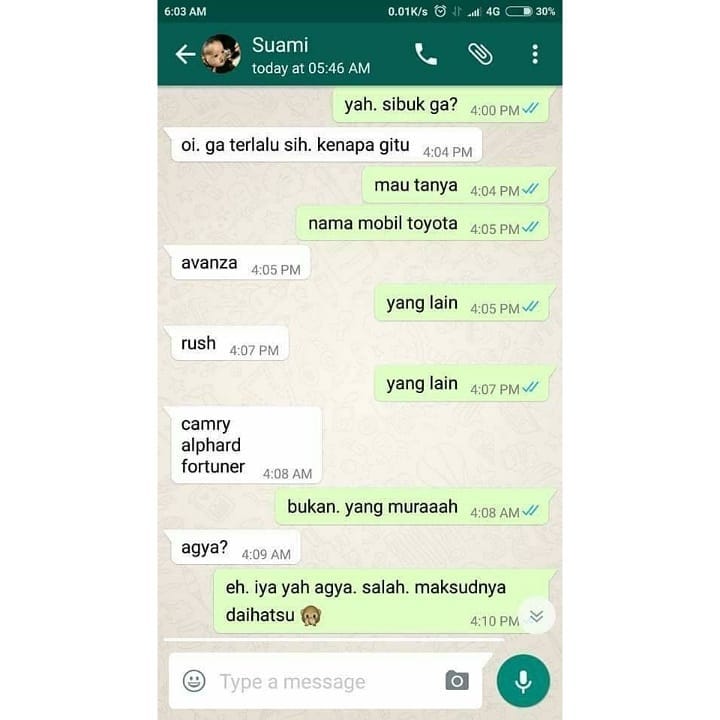 6:03 AM 0.01K/s 4G 30%
Suami
today at 05:46 AM
yah. sibuk ga? 4:00 PM
oi. ga terlalu sih. kenapa gitu 4:04 PM
mau tanya 4:04 PM
nama mobil toyota 4:05 PM
avanza 4:05 PM
yang lain 4:05 PM
rush 4:07 PM
yang lain 4:07 PM
camry
alphard
fortuner 4:08 AM
bukan. yang muraaah 4:08 AM
agya? 4:09 AM
eh. iya yah agya. salah. maksudnya
daihatsu 🙊 4:10 PM
Type a message